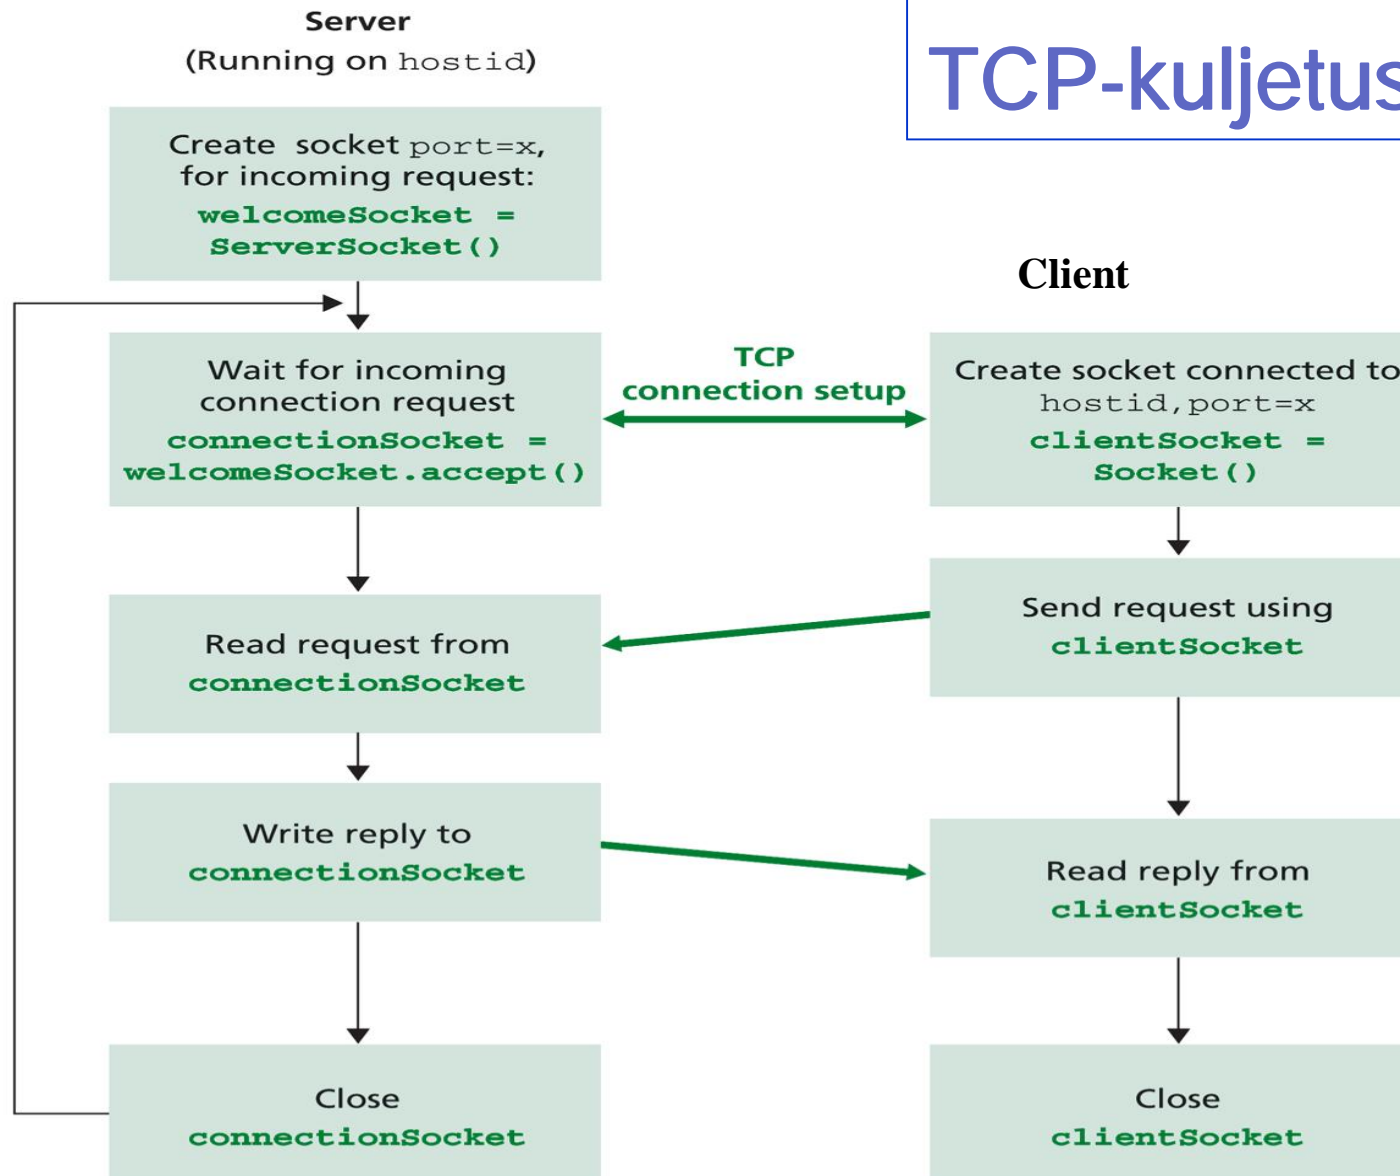 Server
(Running on hostid)
TCP-kuljetus
Create socket port=x,
for incoming request:
welcomeSocket =
ServerSocket()
Client
Wait for incoming
connection request
connectionSocket =
welcomeSocket.accept()
TCP
connection setup
Create socket connected to
hostid,port=x
clientSocket =
Socket()
Send request using
clientSocket
Read request from
connectionSocket
Write reply to
connectionSocket
Read reply from
clientSocket
Close
connectionSocket
Close
clientSocket